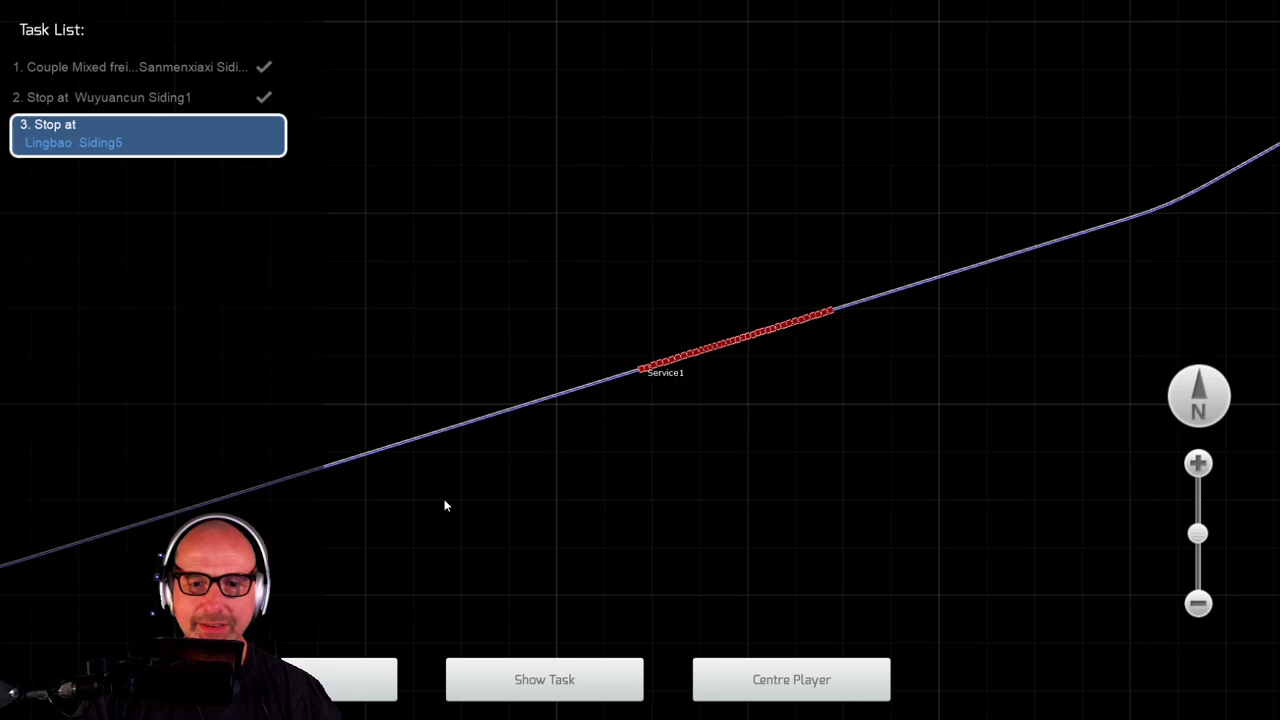 Task List:
1. Couple Mixed frei...Sanmenxiaxi Sidi...
2. Stop at  Wuyuancun Siding1
3. Stop at
Lingbao  Siding5
Service1
N
Show Task
Centre Player